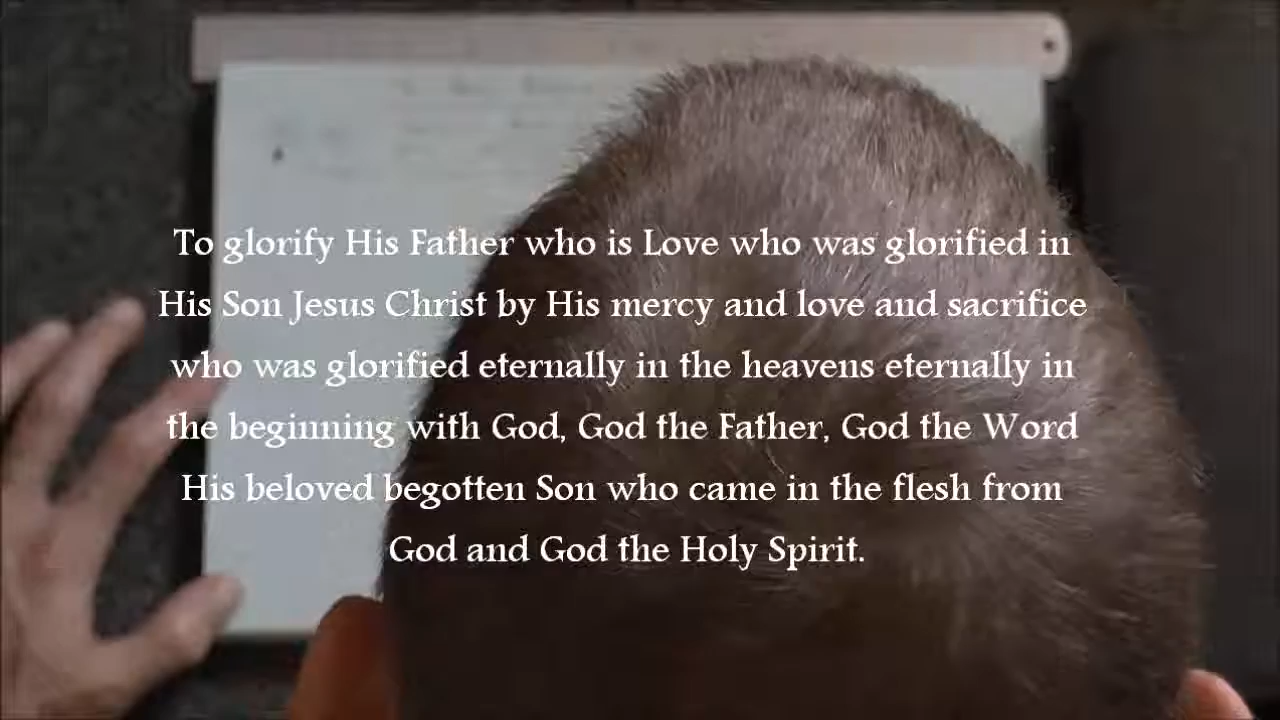 To glorify His Father who is Love who was glorified in
His Son Jesus Christ by His mercy and love and sacrifice
who was glorified eternally in the heavens eternally in
the beginning with God, God the Father, God the Word
His beloved begotten Son who came in the flesh from
God and God the Holy Spirit.